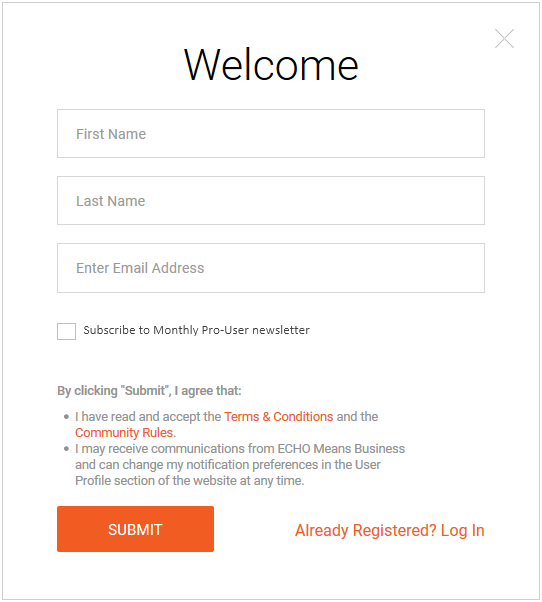 Welcome
First Name
Last Name
Enter Email Address
Subscribe to Monthly Pro-User newsletter
By clicking "Submit", I agree that:
• I have read and accept the Terms & Conditions and the
Community Rules.
• I may receive communications from ECHO Means Business
and can change my notification preferences in the User
Profile section of the website at any time.
SUBMIT
Already Registered? Log In